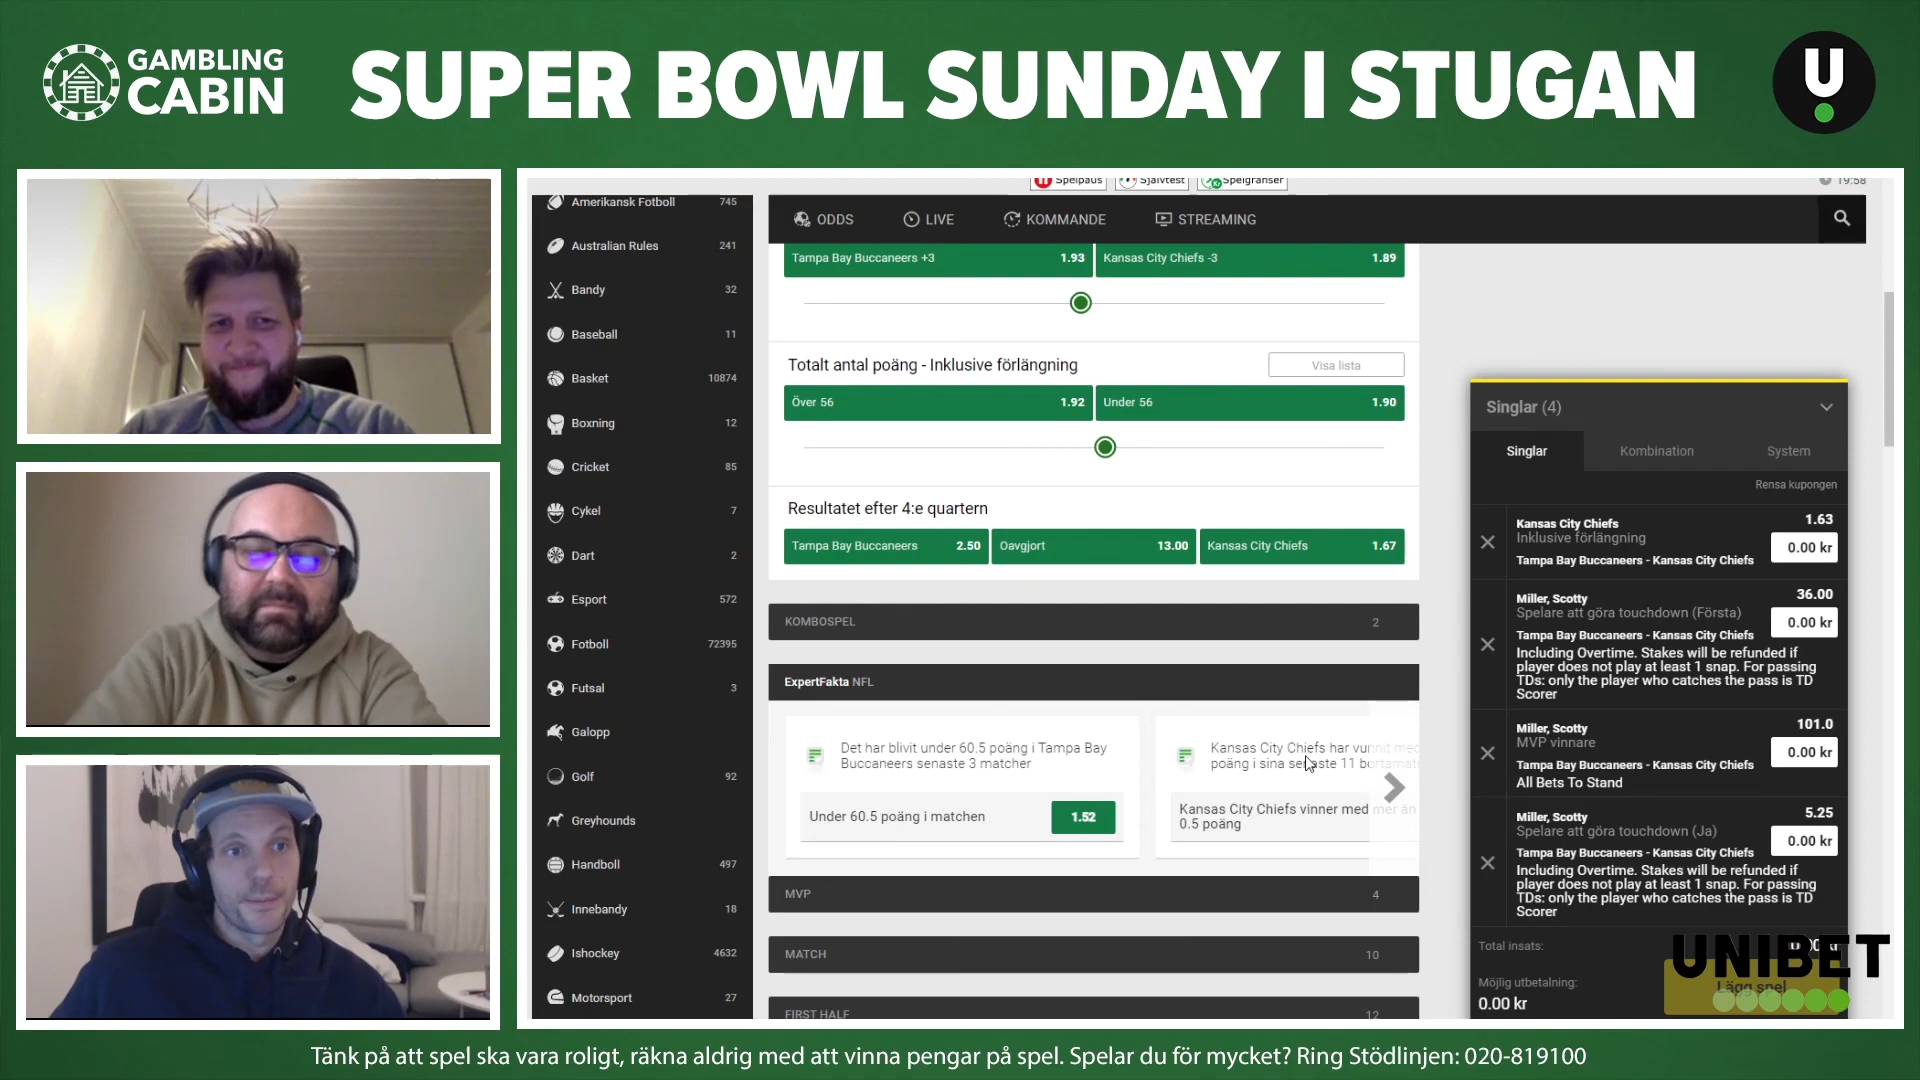 GAMBLING
CABIN
SUPER BOWL SUNDAY I STUGAN
U
Spelpaus
Självtest
Spelgränser
19:58
ODDS
LIVE
KOMMANDE
STREAMING
Amerikansk Fotboll 745
Australian Rules 241
Bandy 32
Baseball 11
Basket 10874
Boxning 12
Cricket 85
Cykel 7
Dart 2
Esport 572
Fotboll 72395
Futsal 3
Galopp
Golf 92
Greyhounds
Handboll 497
Innebandy 18
Ishockey 4632
Motorsport 27
Tampa Bay Buccaneers +3 1.93
Kansas City Chiefs -3 1.89
Totalt antal poäng - Inklusive förlängning
Visa lista
Över 56 1.92
Under 56 1.90
Resultatet efter 4:e quartern
Tampa Bay Buccaneers 2.50
Oavgjort 13.00
Kansas City Chiefs 1.67
KOMBOSPEL 2
ExpertFakta NFL
Det har blivit under 60.5 poäng i Tampa Bay
Buccaneers senaste 3 matcher
Under 60.5 poäng i matchen 1.52
Kansas City Chiefs har vunnit med
poäng i sina senaste 11 bortamat
Kansas City Chiefs vinner med mer än
0.5 poäng
MVP 4
MATCH 10
FIRST HALF 12
Singlar (4)
Singlar
Kombination
System
Rensa kupongen
Kansas City Chiefs 1.63
Inklusive förlängning
0.00 kr
Tampa Bay Buccaneers - Kansas City Chiefs
Miller, Scotty 36.00
Spelare att göra touchdown (Första)
0.00 kr
Tampa Bay Buccaneers - Kansas City Chiefs
Including Overtime. Stakes will be refunded if
player does not play at least 1 snap. For passing
TDs: only the player who catches the pass is TD
Scorer
Miller, Scotty 101.0
MVP vinnare
0.00 kr
Tampa Bay Buccaneers - Kansas City Chiefs
All Bets To Stand
Miller, Scotty 5.25
Spelare att göra touchdown (Ja)
0.00 kr
Tampa Bay Buccaneers - Kansas City Chiefs
Including Overtime. Stakes will be refunded if
player does not play at least 1 snap. For passing
TDs: only the player who catches the pass is TD
Scorer
Total insats:
UNIBET
Möjlig utbetalning:
0.00 kr
Lägg spel
Tänk på att spel ska vara roligt, räkna aldrig med att vinna pengar på spel. Spelar du för mycket? Ring Stödlinjen: 020-819100